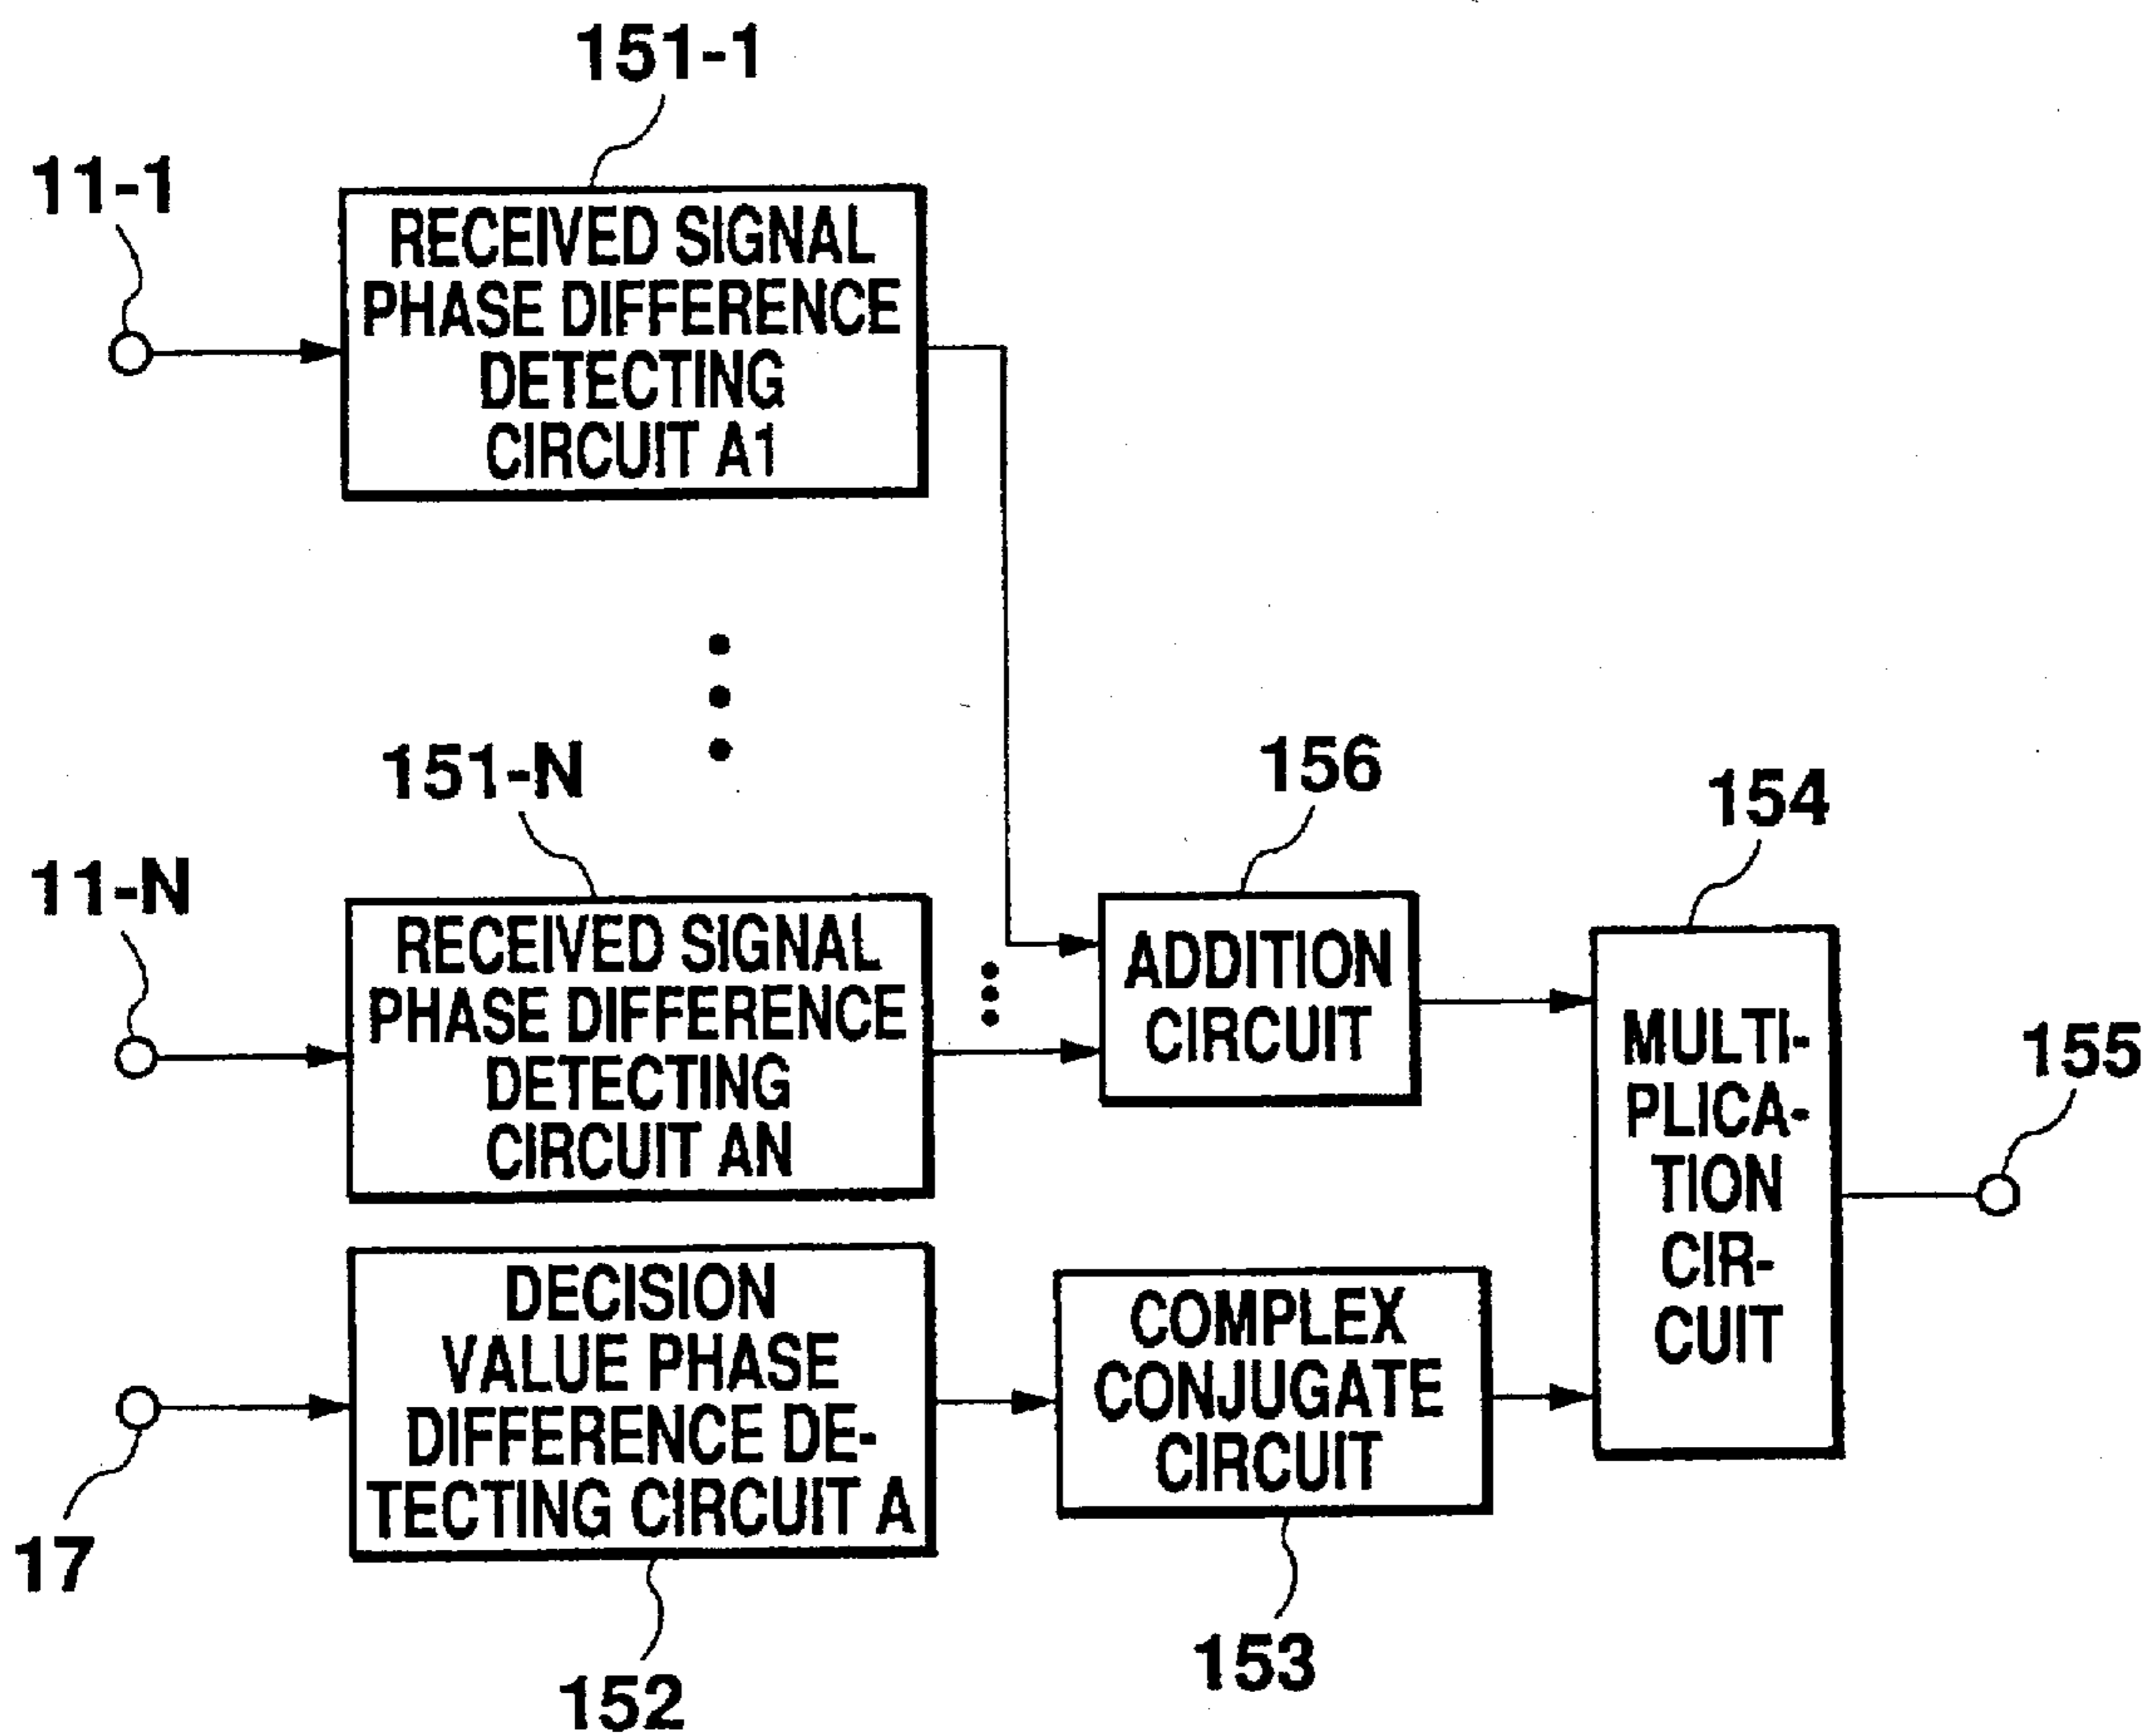 151-1
11-1
RECEIVED SIGNAL
PHASE DIFFERENCE
DETECTING
CIRCUIT A1
151-N
11-N
RECEIVED SIGNAL
PHASE DIFFERENCE
DETECTING
CIRCUIT AN
156
ADDITION
CIRCUIT
154
MULTI-
PLICA-
TION
CIR-
CUIT
155
DECISION
VALUE PHASE
DIFFERENCE DE-
TECTING CIRCUIT A
COMPLEX
CONJUGATE
CIRCUIT
17
152
153